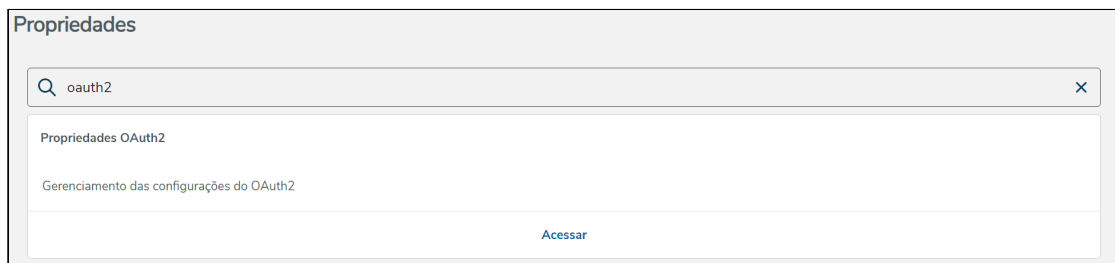 Propriedades
oauth2
Propriedades OAuth2
Gerenciamento das configurações do OAuth2
Acessar